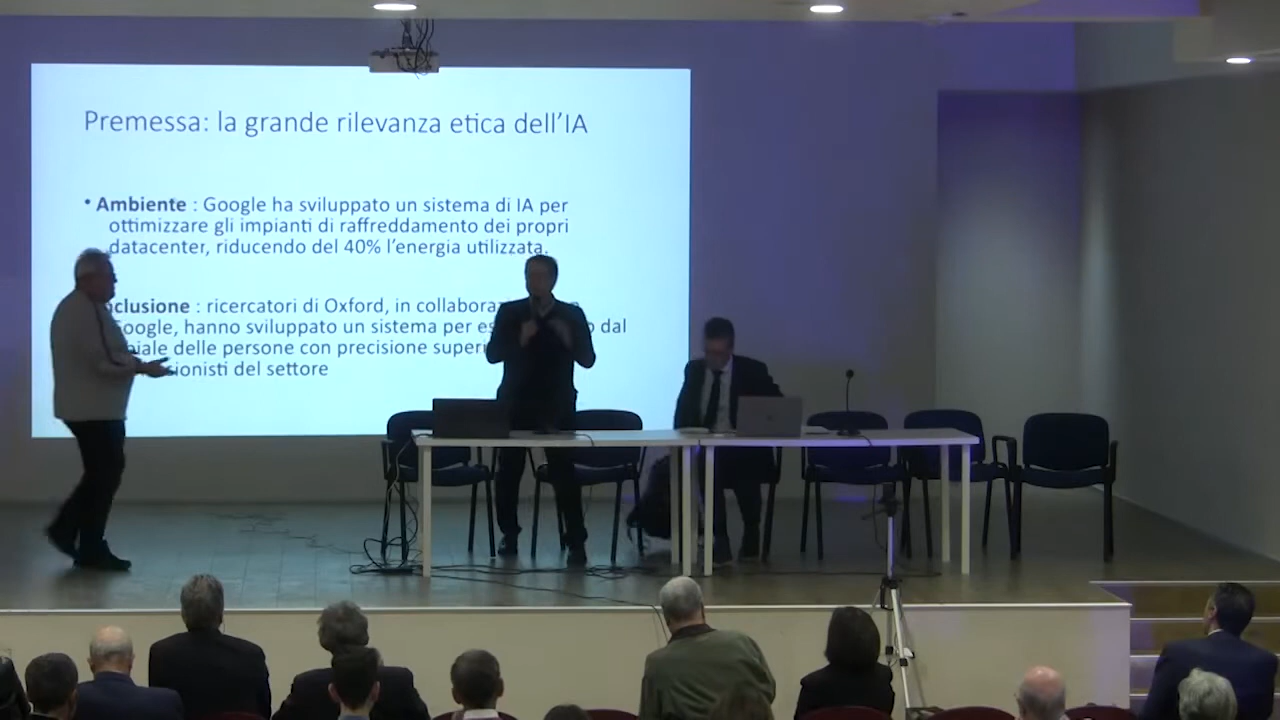 Premessa: la grande rilevanza etica dell'IA
• Ambiente : Google ha sviluppato un sistema di IA per
ottimizzare gli impianti di raffreddamento dei propri
datacenter, riducendo del 40% l'energia utilizzata.
: ricercatori di Oxford, in
Google, hanno sviluppato un sistema per dal
delle persone con precisione
del settore